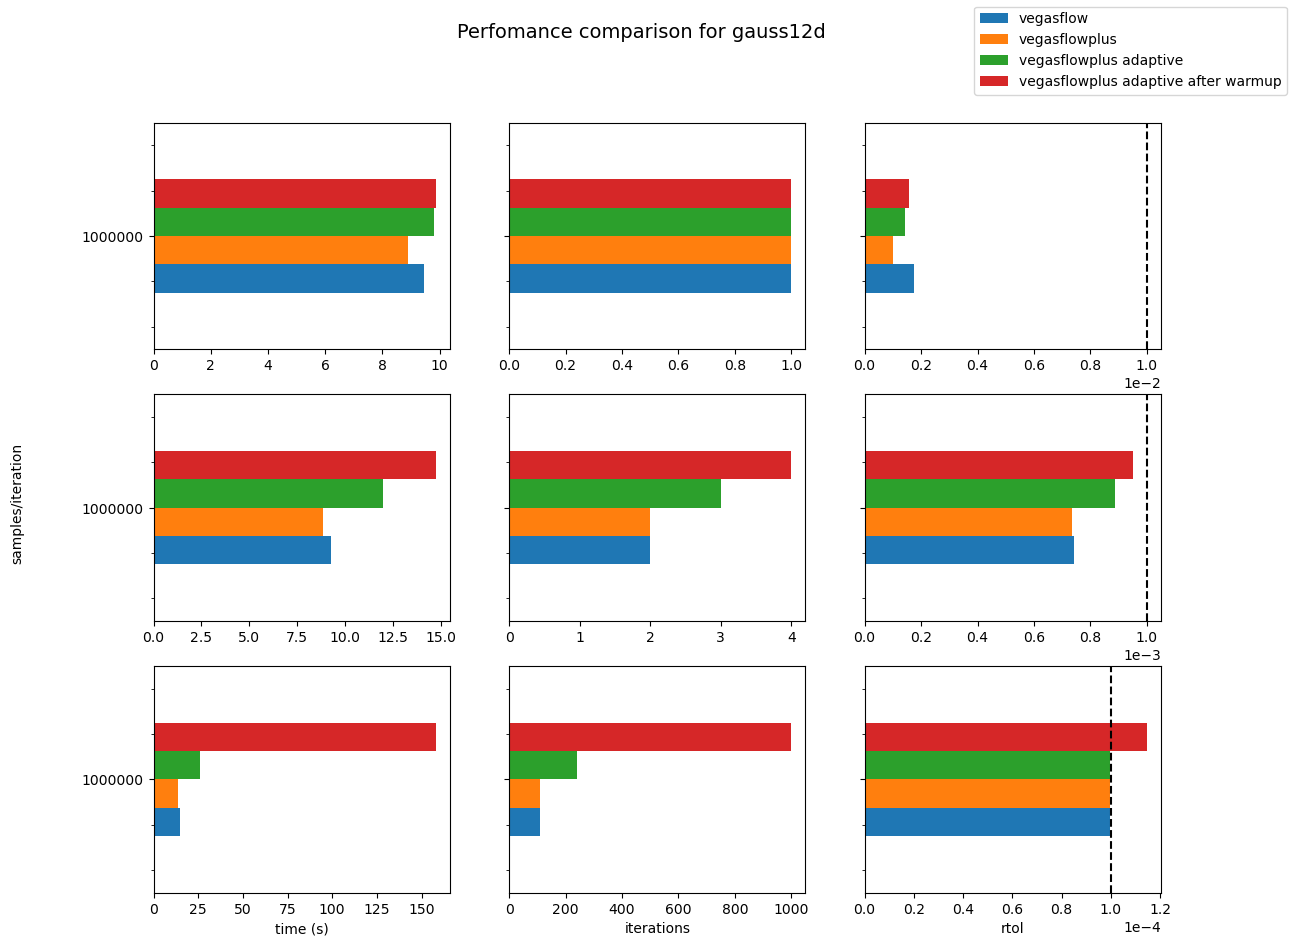 Perfomance comparison for gauss12d
vegasflow
vegasflowplus
vegasflowplus adaptive
vegasflowplus adaptive after warmup
1000000
0 2 4 6 8 10
0.0 0.2 0.4 0.6 0.8 1.0
0.0 0.2 0.4 0.6 0.8 1.0
1e−2
samples/iteration
1000000
0.0 2.5 5.0 7.5 10.0 12.5 15.0
0 1 2 3 4
0.0 0.2 0.4 0.6 0.8 1.0
1e−3
1000000
0 25 50 75 100 125 150
time (s)
0 200 400 600 800 1000
iterations
0.0 0.2 0.4 0.6 0.8 1.0 1.2
1e−4
rtol